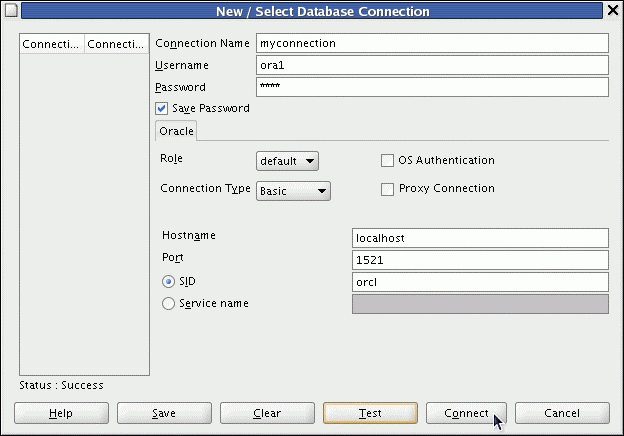 New / Select Database Connection
Connecti... Connecti...
Connection Name myconnection
Username ora1
Password ****
Save Password
Oracle
Role default OS Authentication
Connection Type Basic Proxy Connection
Hostname localhost
Port 1521
SID orcl
Service name
Status : Success
Help Save Clear Test Connect Cancel